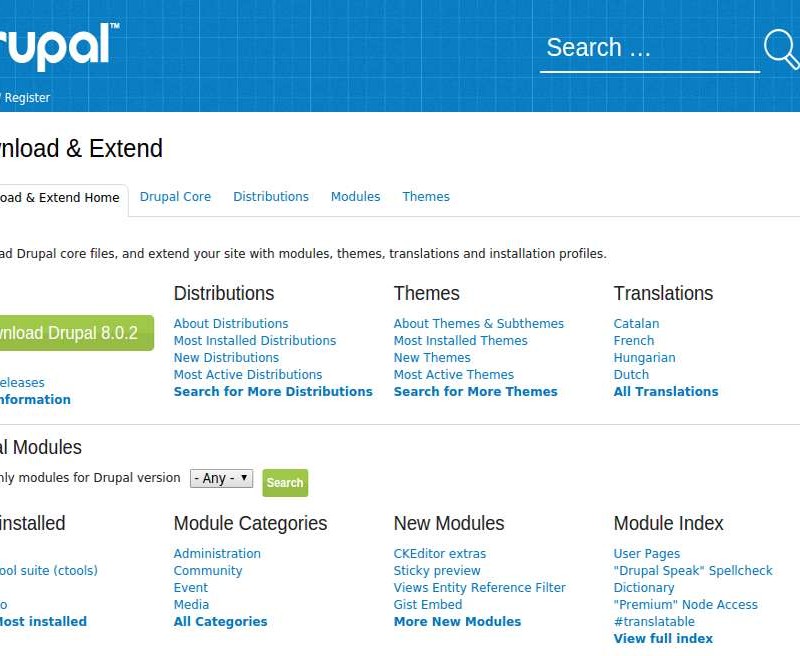 rupal™
Search ...
Register
nload & Extend
oad & Extend Home Drupal Core Distributions Modules Themes
ad Drupal core files, and extend your site with modules, themes, translations and installation profiles.
Distributions Themes Translations
nload Drupal 8.0.2
About Distributions About Themes & Subthemes Catalan
Most Installed Distributions Most Installed Themes French
New Distributions New Themes Hungarian
eleases Most Active Distributions Most Active Themes Dutch
nformation Search for More Distributions Search for More Themes All Translations
al Modules
nly modules for Drupal version - Any - Search
installed Module Categories New Modules Module Index
Administration CKEditor extras User Pages
ool suite (ctools) Community Sticky preview "Drupal Speak" Spellcheck
Event Views Entity Reference Filter Dictionary
o Media Gist Embed "Premium" Node Access
Most installed All Categories More New Modules #translatable
View full index